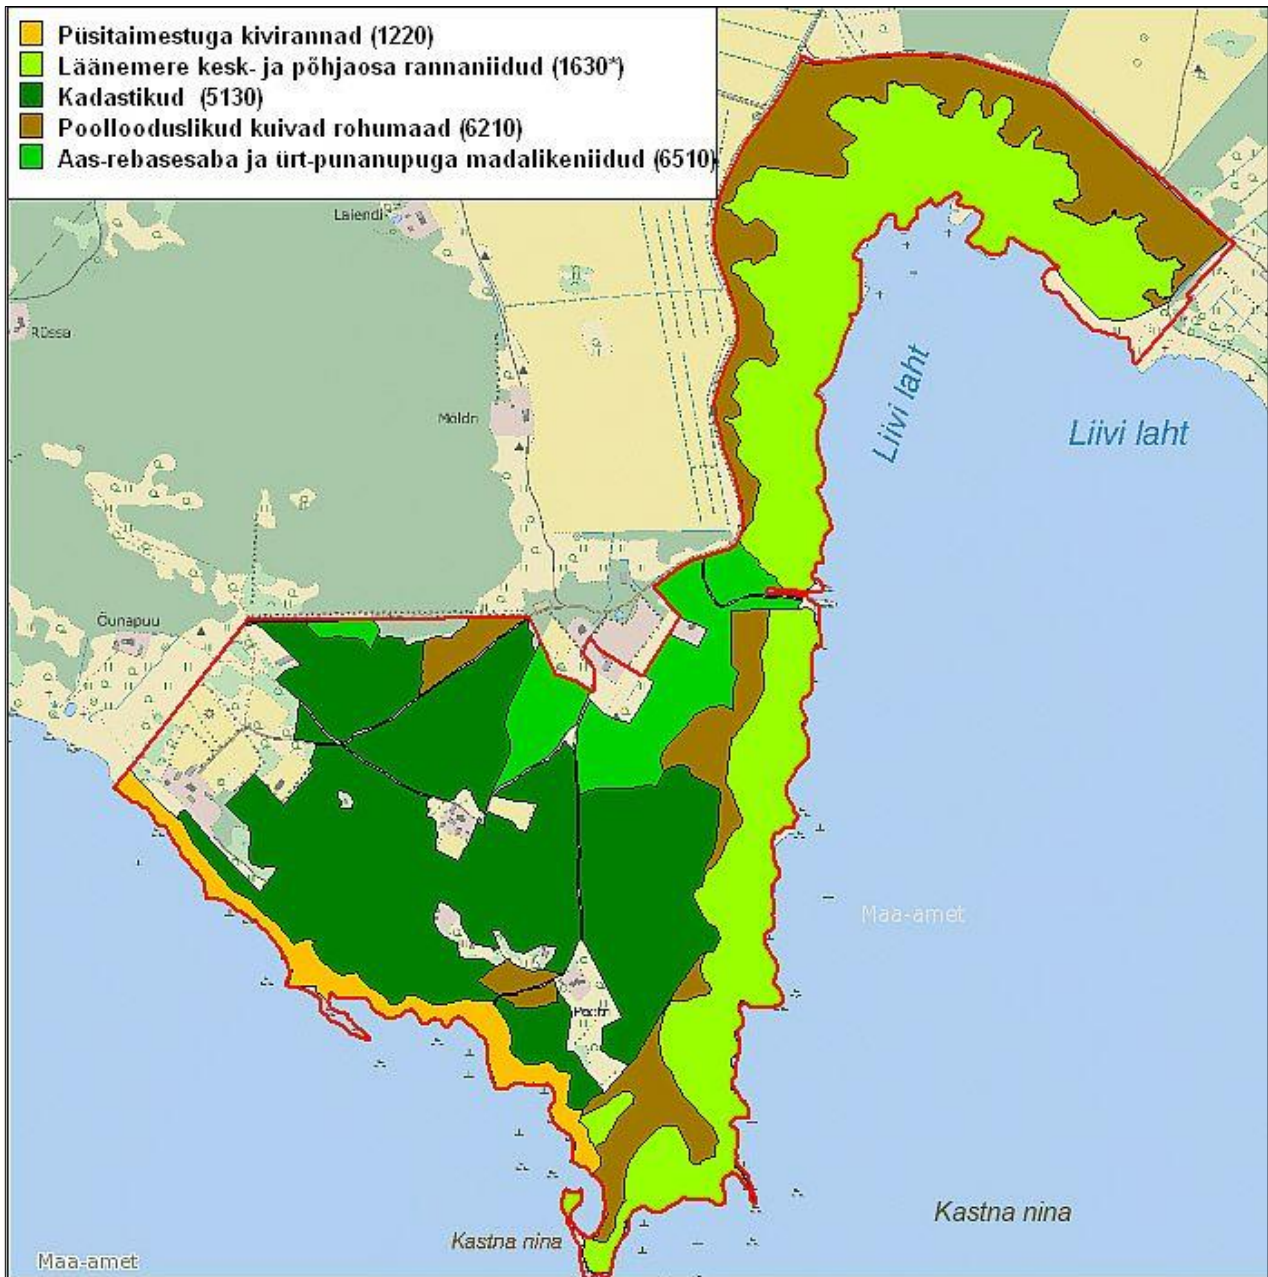 Püsitaimestuga kivirannad (1220)
Läänemere kesk- ja põhjaosa rannaniidud (1630*)
Kadastikud (5130)
Poollooduslikud kuivad rohumaad (6210)
Aas-rebasesaba ja ürt-punanupuga madalikeniidud (6510)
Laiendi
Rüssa
Möldri
Liivi laht
Liivi laht
Õunapuu
Maa-amet
Kastna nina
Kastna nina
Maa-amet